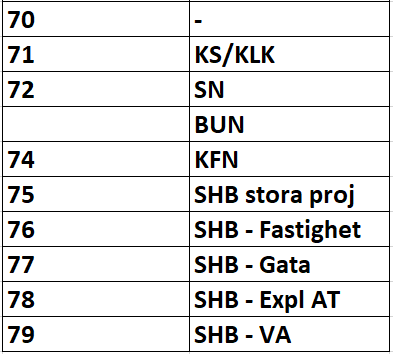 70 -
71 KS/KLK
72 SN
BUN
74 KFN
75 SHB stora proj
76 SHB - Fastighet
77 SHB - Gata
78 SHB - Expl AT
79 SHB - VA